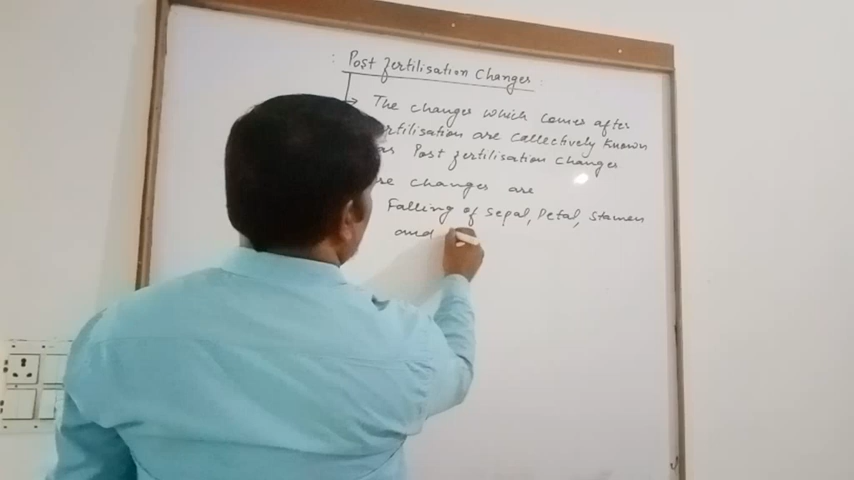 : Post Fertilisation Changes :
The changes which comes after
rtilisation are collectively known
as Post Fertilisation changes
se changes are
Falling of sepal, Petal, stamen
and